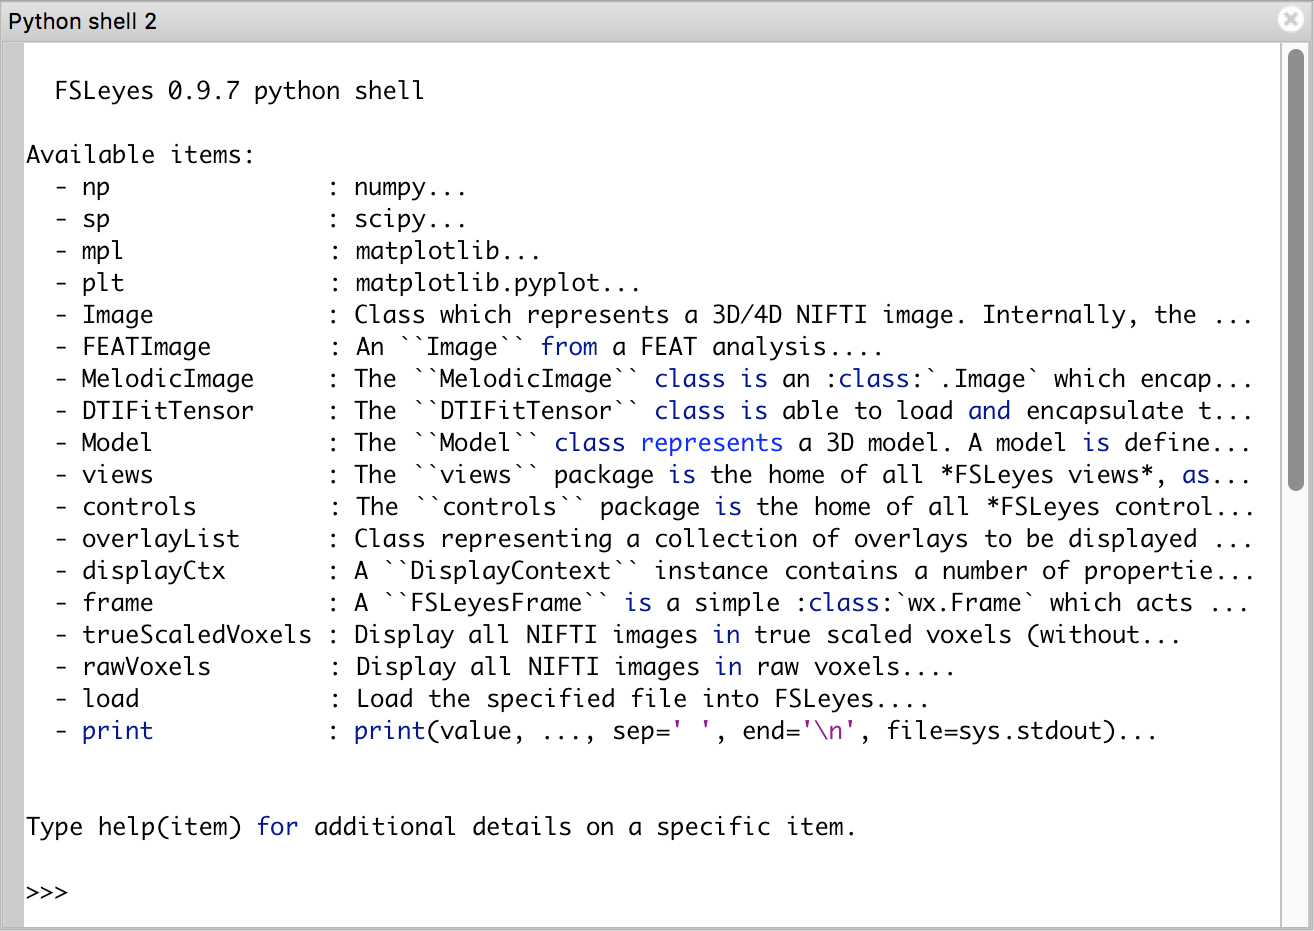 Python shell 2
FSLeyes 0.9.7 python shell
Available items:
- np : numpy...
- sp : scipy...
- mpl : matplotlib...
- plt : matplotlib.pyplot...
- Image : Class which represents a 3D/4D NIFTI image. Internally, the ...
- FEATImage : An ``Image`` from a FEAT analysis....
- MelodicImage : The ``MelodicImage`` class is an :class:`.Image` which encap...
- DTIFitTensor : The ``DTIFitTensor`` class is able to load and encapsulate t...
- Model : The ``Model`` class represents a 3D model. A model is define...
- views : The ``views`` package is the home of all *FSLeyes views*, as...
- controls : The ``controls`` package is the home of all *FSLeyes control...
- overlayList : Class representing a collection of overlays to be displayed ...
- displayCtx : A ``DisplayContext`` instance contains a number of propertie...
- frame : A ``FSLeyesFrame`` is a simple :class:`wx.Frame` which acts ...
- trueScaledVoxels : Display all NIFTI images in true scaled voxels (without...
- rawVoxels : Display all NIFTI images in raw voxels....
- load : Load the specified file into FSLeyes....
- print : print(value, ..., sep=' ', end='\n', file=sys.stdout)...
Type help(item) for additional details on a specific item.
>>>